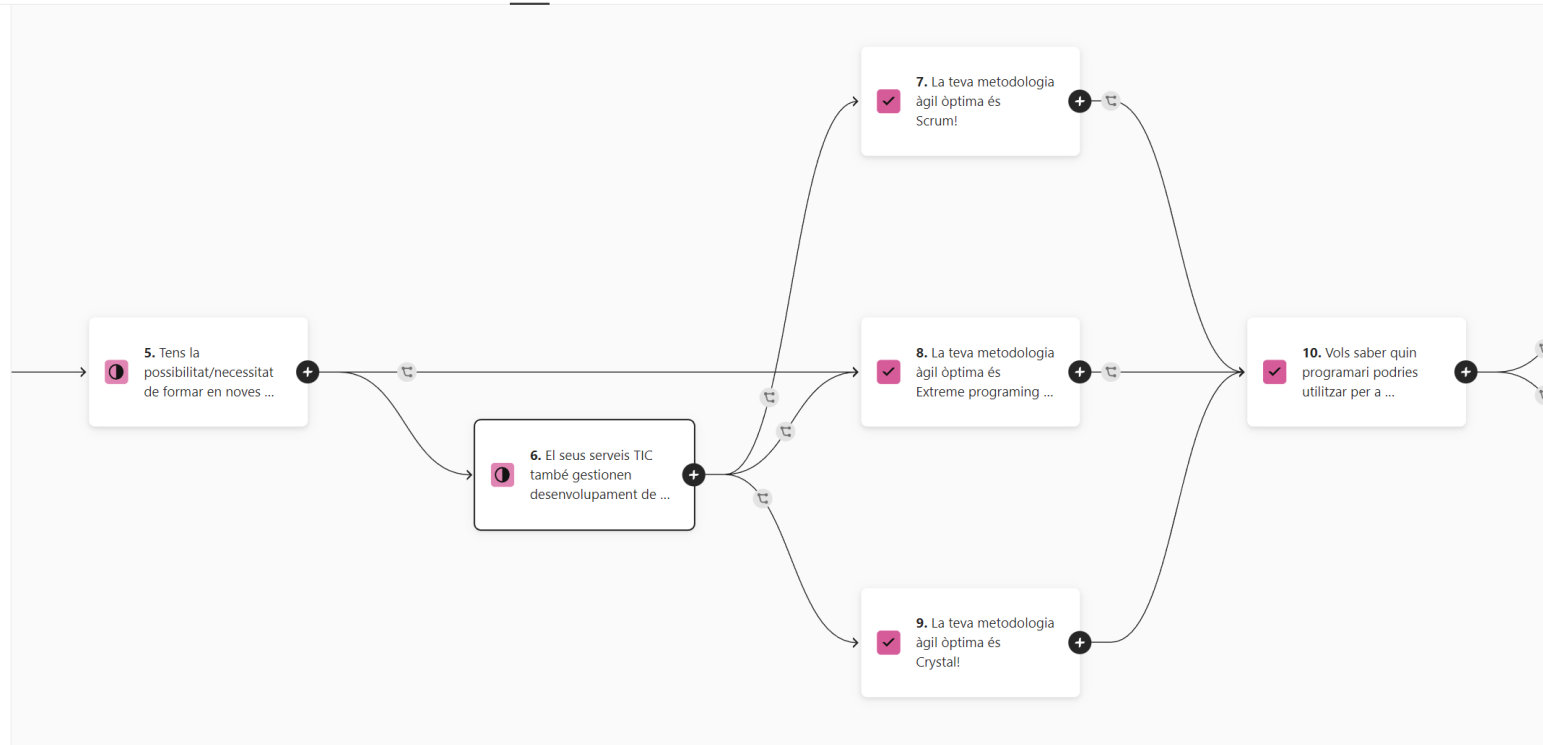 5. Tens la
possibilitat/necessitat
de formar en noves ...
6. El seus serveis TIC
també gestionen
desenvolupament de ...
7. La teva metodologia
àgil òptima és
Scrum!
8. La teva metodologia
àgil òptima és
Extreme programing ...
9. La teva metodologia
àgil òptima és
Crystal!
10. Vols saber quin
programari podries
utilitzar per a ...